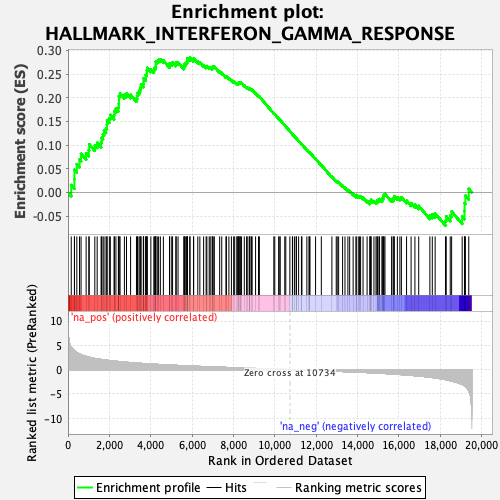 Enrichment plot:
HALLMARK_INTERFERON_GAMMA_RESPONSE
Enrichment score (ES)
0.30
0.25
0.20
0.15
0.10
0.05
0.00
-0.05
'na_pos' (positively correlated)
Ranked list metric (PreRanked)
10
5
0
-5
-10
Zero cross at 10734
'na_neg' (negatively correlated)
0
2,000
4,000
6,000
8,000
10,000
12,000
14,000
16,000
18,000
20,000
Rank in Ordered Dataset
Enrichment profile
Hits
Ranking metric scores